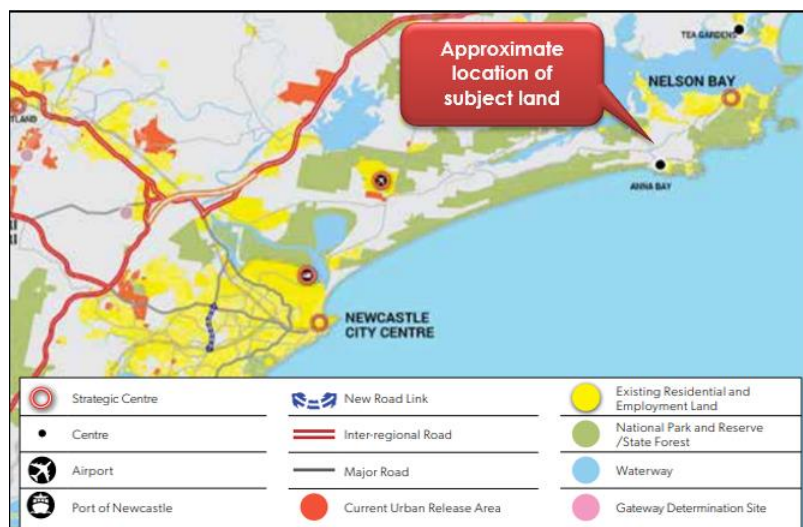 Approximate
location of
subject land
TEA GARDENS
NELSON BAY
ANNA BAY
NEWCASTLE
CITY CENTRE
Strategic Centre
New Road Link
Existing Residential and
Employment Land
Centre
Inter-regional Road
National Park and Reserve
/State Forest
Airport
Major Road
Waterway
Port of Newcastle
Current Urban Release Area
Gateway Determination Site